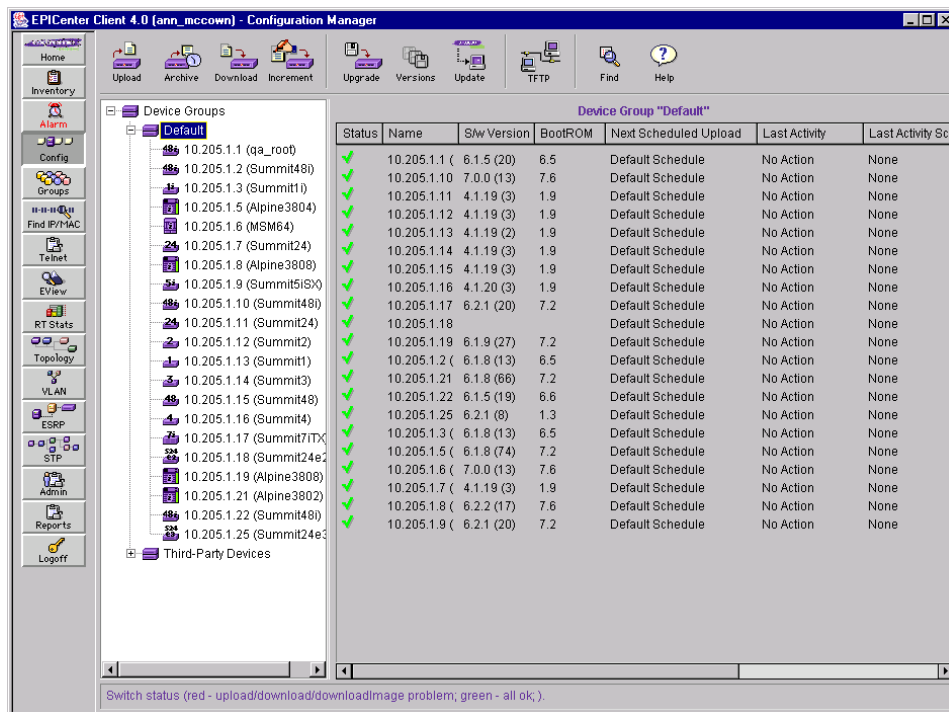 EPICenter Client 4.0 (ann_mccown) - Configuration Manager
Home
Inventory
Alarm
Config
Groups
Find IP/MAC
Telnet
EView
RT Stats
Topology
VLAN
ESRP
STP
Admin
Reports
Logoff
Upload Archive Download Increment Upgrade Versions Update TFTP Find Help
Device Groups
Default
48i 10.205.1.1 (qa_root)
48i 10.205.1.2 (Summit48i)
1i 10.205.1.3 (Summit1i)
10.205.1.5 (Alpine3804)
10.205.1.6 (MSM64)
24 10.205.1.7 (Summit24)
10.205.1.8 (Alpine3808)
5i 10.205.1.9 (Summit5iSX)
48i 10.205.1.10 (Summit48i)
24 10.205.1.11 (Summit24)
2 10.205.1.12 (Summit2)
1 10.205.1.13 (Summit1)
3 10.205.1.14 (Summit3)
48 10.205.1.15 (Summit48)
4 10.205.1.16 (Summit4)
7i 10.205.1.17 (Summit7iTX)
10.205.1.18 (Summit24e2
10.205.1.19 (Alpine3808)
10.205.1.21 (Alpine3802)
48i 10.205.1.22 (Summit48i)
10.205.1.25 (Summit24e3
Third-Party Devices
Device Group "Default"
Status Name S/w Version BootROM Next Scheduled Upload Last Activity Last Activity Sc
10.205.1.1 ( 6.1.5 (20) 6.5 Default Schedule No Action None
10.205.1.10 7.0.0 (13) 7.6 Default Schedule No Action None
10.205.1.11 4.1.19 (3) 1.9 Default Schedule No Action None
10.205.1.12 4.1.19 (3) 1.9 Default Schedule No Action None
10.205.1.13 4.1.19 (2) 1.9 Default Schedule No Action None
10.205.1.14 4.1.19 (3) 1.9 Default Schedule No Action None
10.205.1.15 4.1.19 (3) 1.9 Default Schedule No Action None
10.205.1.16 4.1.20 (3) 1.9 Default Schedule No Action None
10.205.1.17 6.2.1 (20) 7.2 Default Schedule No Action None
10.205.1.18 Default Schedule No Action None
10.205.1.19 6.1.9 (27) 7.2 Default Schedule No Action None
10.205.1.2 ( 6.1.8 (13) 6.5 Default Schedule No Action None
10.205.1.21 6.1.8 (66) 7.2 Default Schedule No Action None
10.205.1.22 6.1.5 (19) 6.6 Default Schedule No Action None
10.205.1.25 6.2.1 (8) 1.3 Default Schedule No Action None
10.205.1.3 ( 6.1.8 (13) 6.5 Default Schedule No Action None
10.205.1.5 ( 6.1.8 (74) 7.2 Default Schedule No Action None
10.205.1.6 ( 7.0.0 (13) 7.6 Default Schedule No Action None
10.205.1.7 ( 4.1.19 (3) 1.9 Default Schedule No Action None
10.205.1.8 ( 6.2.2 (17) 7.6 Default Schedule No Action None
10.205.1.9 ( 6.2.1 (20) 7.2 Default Schedule No Action None
Switch status (red - upload/download/downloadImage problem; green - all ok; ).